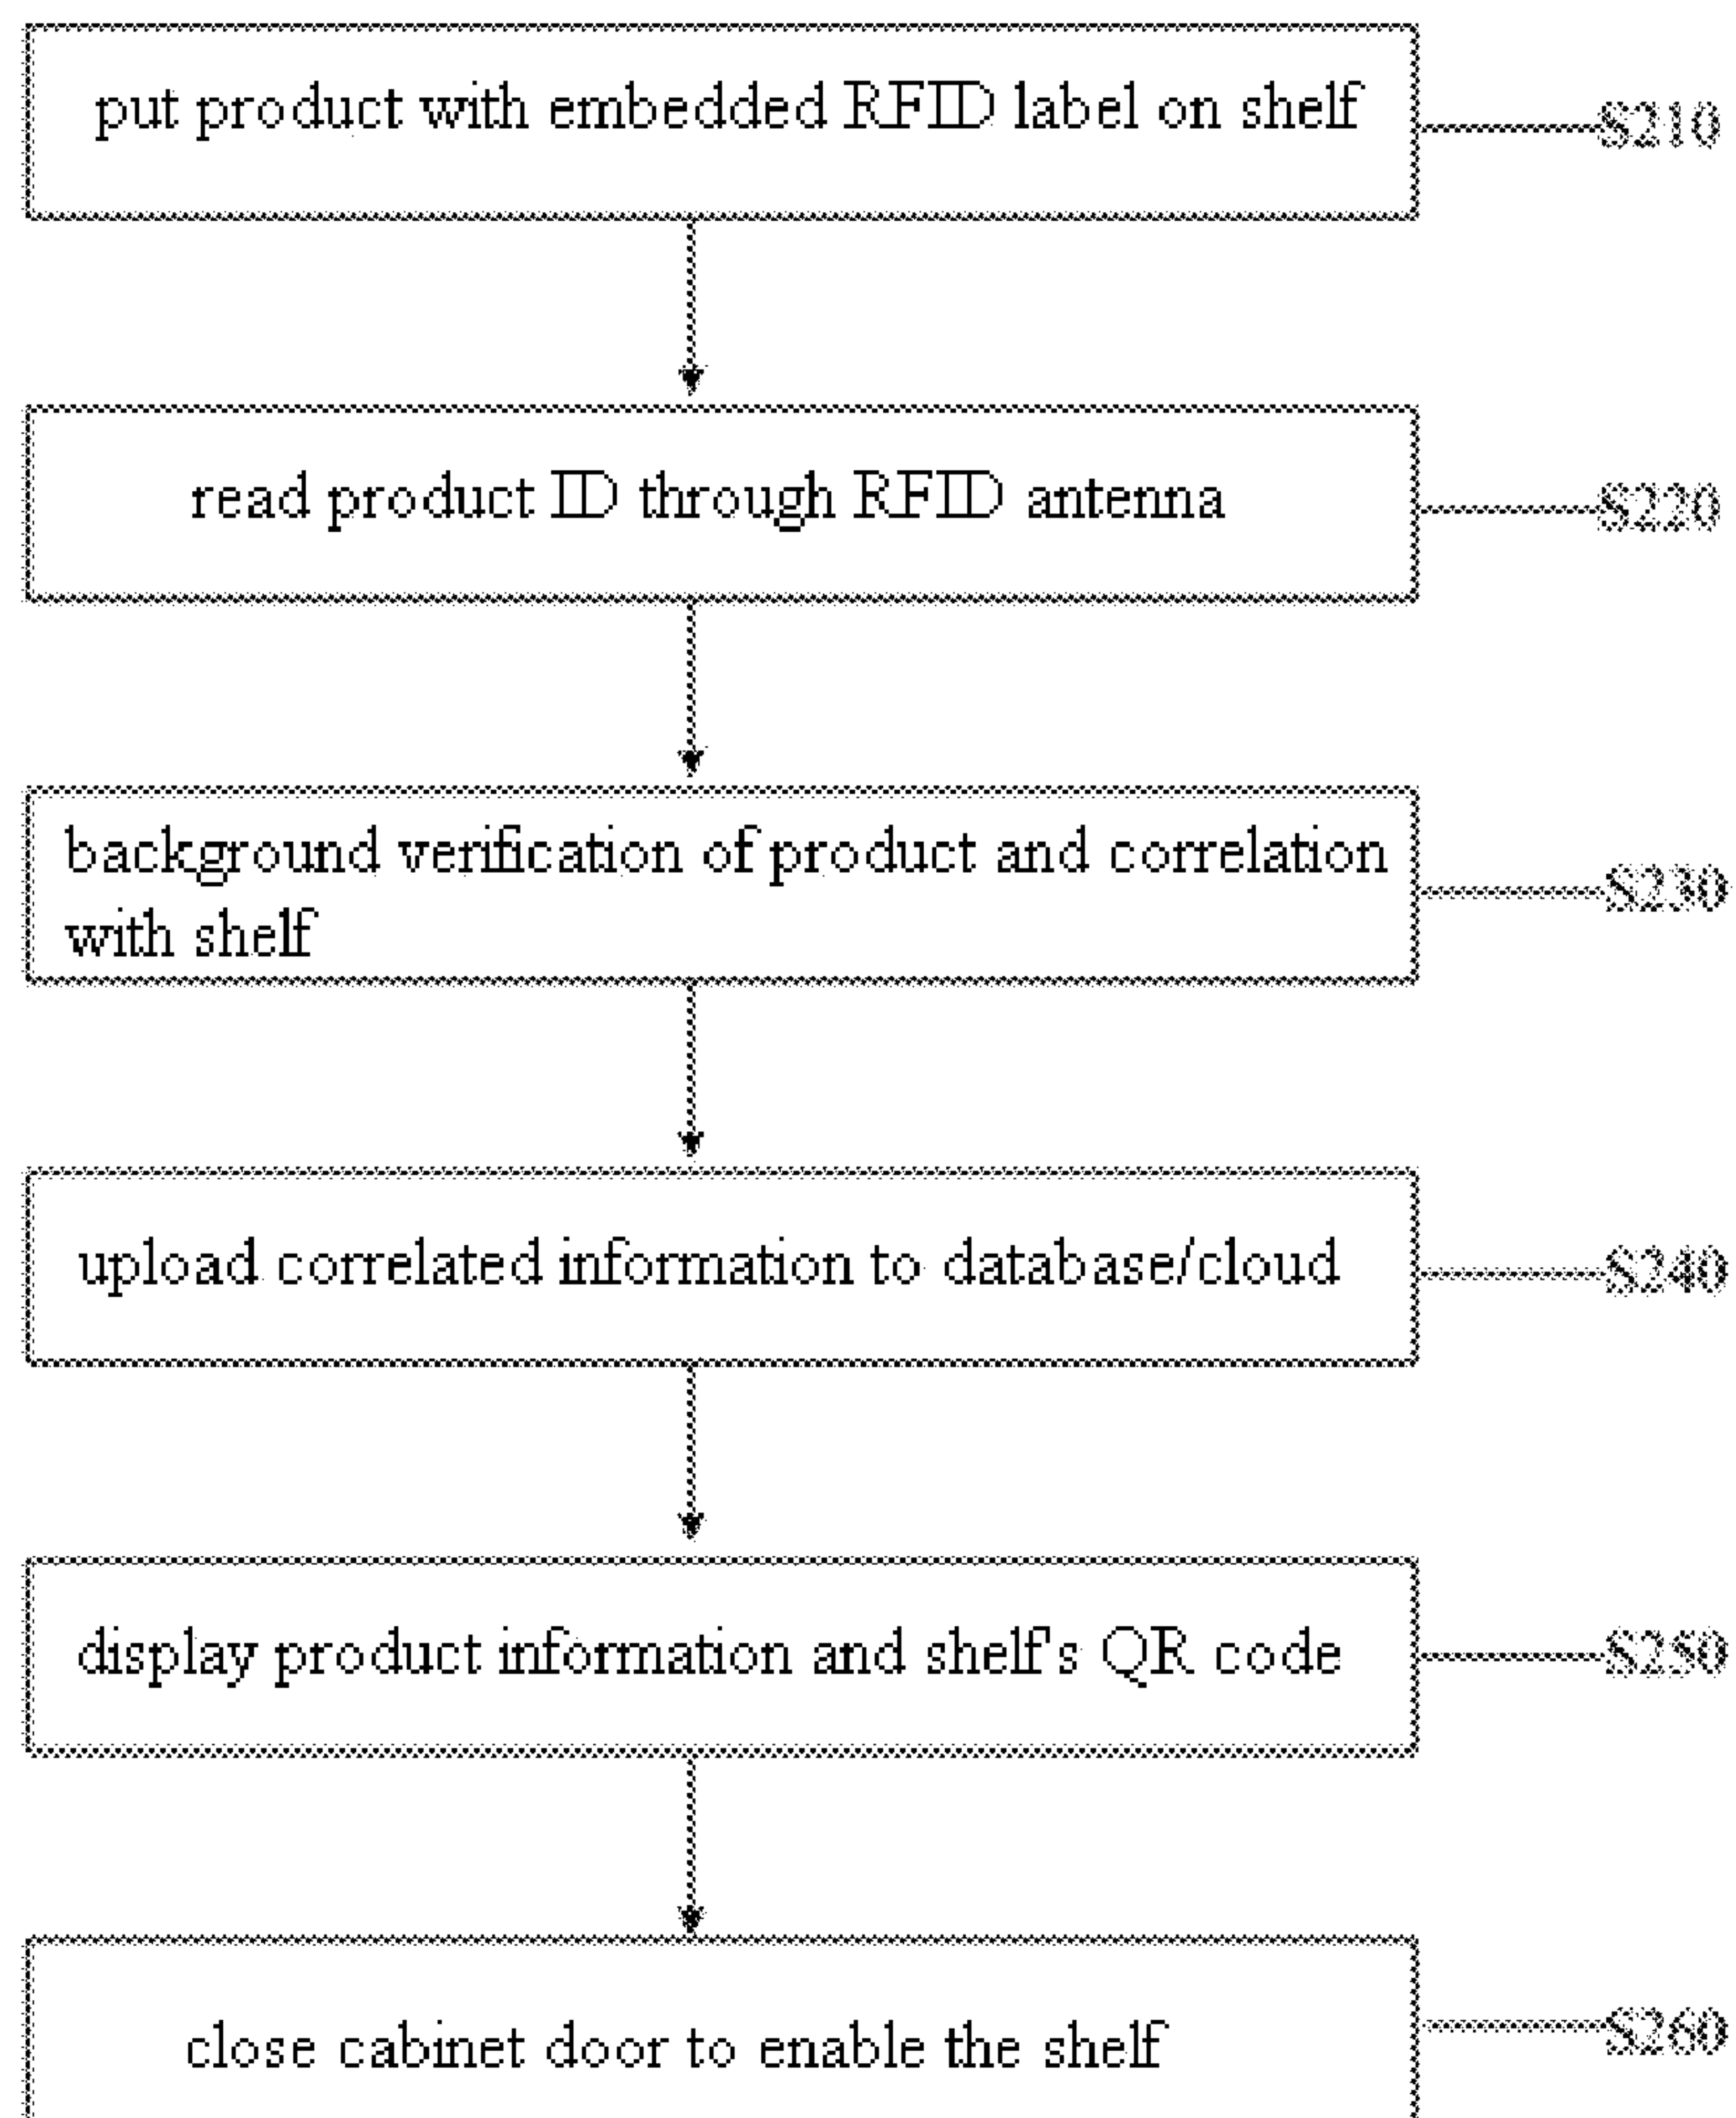 put product with embedded RFID label on shelf
S210
read product ID through RFID antenna
S220
background verification of product and correlation
with shelf
S230
upload correlated information to database/cloud
S240
display product information and shelf's QR code
S250
close cabinet door to enable the shelf
S260